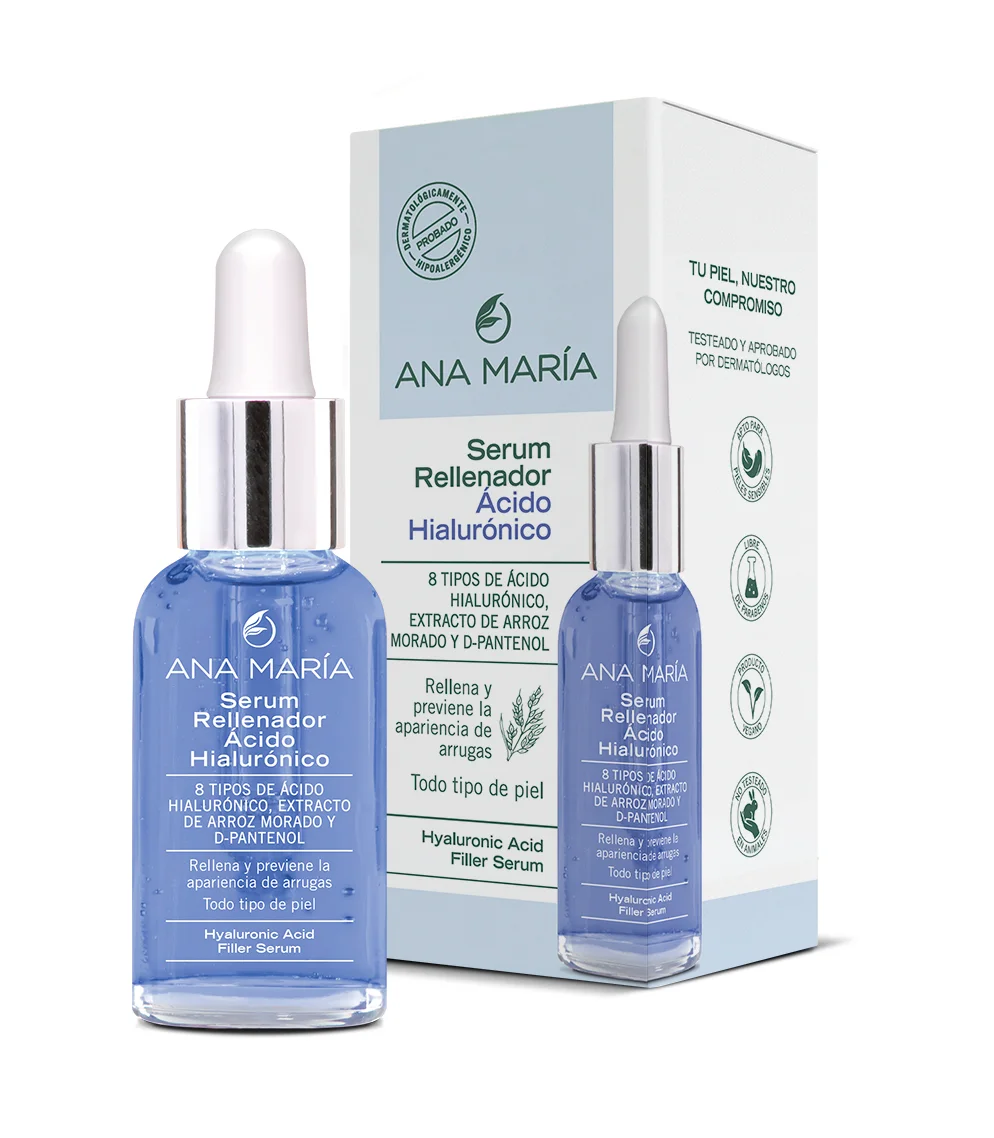 DERMATOLÓGICAMENTE
PROBADO
HIPOALERGÉNICO
ANA MARÍA
Serum
Rellenador
Ácido
Hialurónico
8 TIPOS DE ÁCIDO
HIALURÓNICO,
EXTRACTO DE ARROZ
MORADO Y D-PANTENOL
Rellena y
previene la
apariencia de
arrugas
Todo tipo de piel
Hyaluronic Acid
Filler Serum
TU PIEL, NUESTRO
COMPROMISO
TESTEADO Y APROBADO
POR DERMATÓLOGOS
APTO PARA
PIELES SENSIBLES
LIBRE
DE PARABENOS
PRODUCTO
VEGANO
NO TESTEADO
EN ANIMALES
ANA MARÍA
Serum
Rellenador
Ácido
Hialurónico
8 TIPOS DE ÁCIDO
HIALURÓNICO, EXTRACTO
DE ARROZ MORADO Y
D-PANTENOL
Rellena y previene la
apariencia de arrugas
Todo tipo de piel
Hyaluronic Acid
Filler Serum
ANA MARÍA
Serum
Rellenador
Ácido
Hialurónico
8 TIPOS DE ÁCIDO
HIALURÓNICO, EXTRACTO
DE ARROZ MORADO Y
D-PANTENOL
Rellena y previene la
apariencia de arrugas
Todo tipo de piel
Hyaluronic Acid
Filler Serum